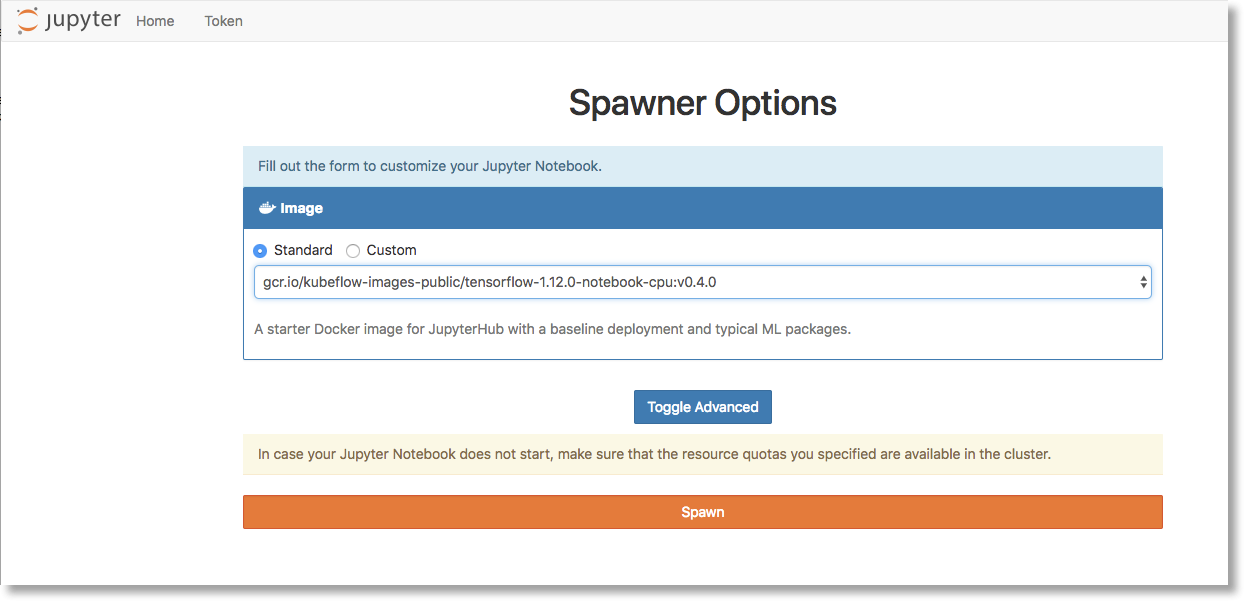 jupyter Home Token
Spawner Options
Fill out the form to customize your Jupyter Notebook.
Image
Standard Custom
gcr.io/kubeflow-images-public/tensorflow-1.12.0-notebook-cpu:v0.4.0
A starter Docker image for JupyterHub with a baseline deployment and typical ML packages.
Toggle Advanced
In case your Jupyter Notebook does not start, make sure that the resource quotas you specified are available in the cluster.
Spawn